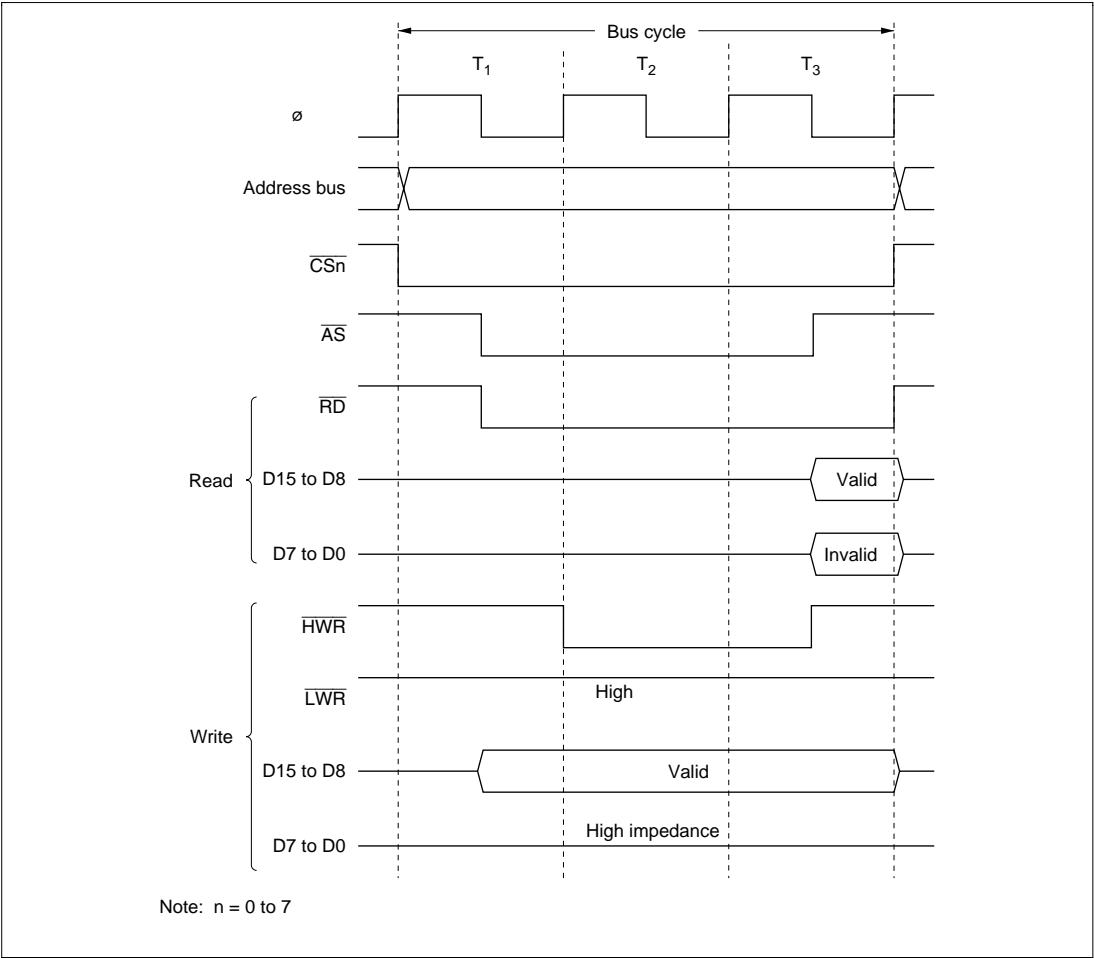 Bus cycle
T1 T2 T3
ø
Address bus
CSn
AS
RD
Read
D15 to D8 Valid
D7 to D0 Invalid
HWR
LWR High
Write
D15 to D8 Valid
D7 to D0 High impedance
Note: n = 0 to 7